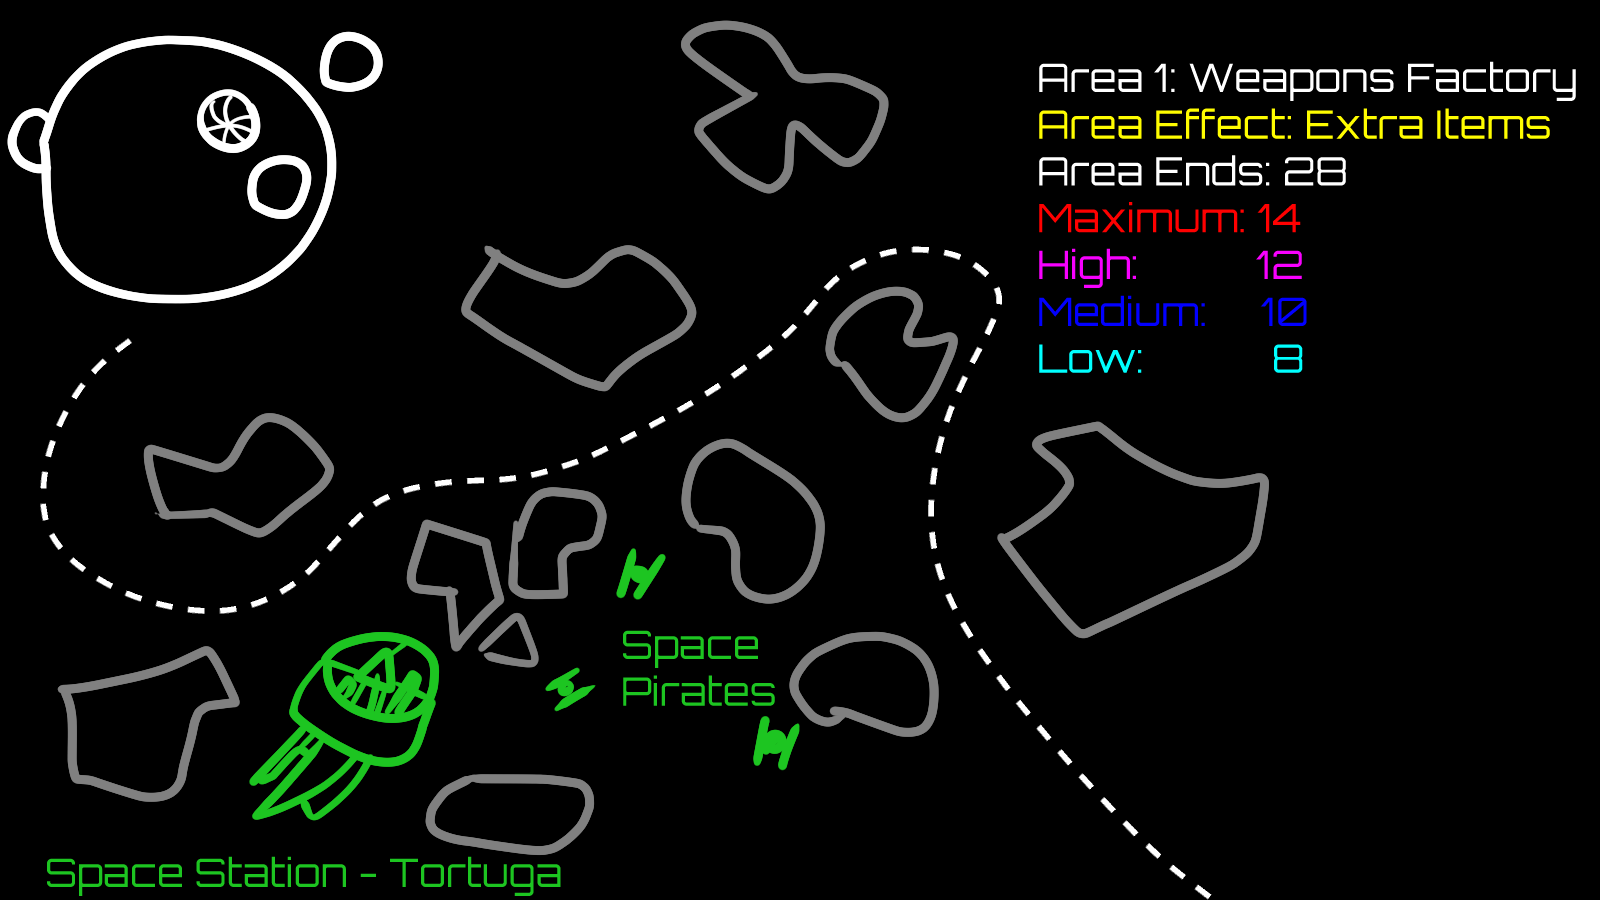 Area 1: Weapons Factory
Area Effect: Extra Items
Area Ends: 28
Maximum: 14
High: 12
Medium: 10
Low: 8
Space
Pirates
Space Station - Tortuga